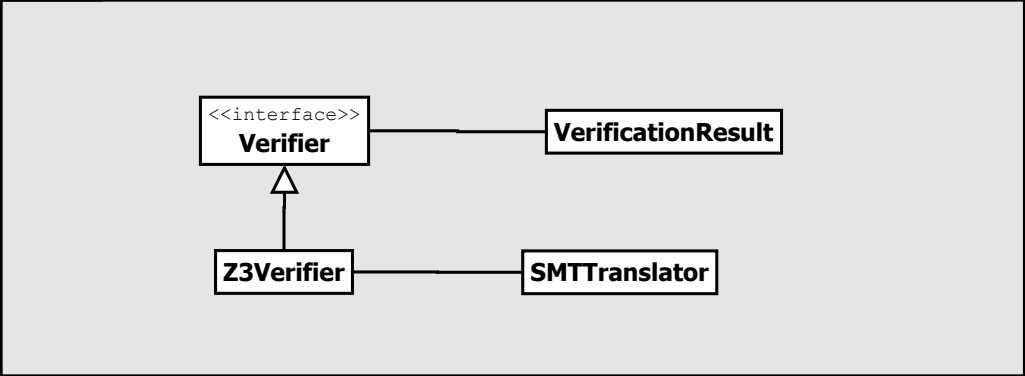 <<interface>>
Verifier
VerificationResult
Z3Verifier
SMTTranslator